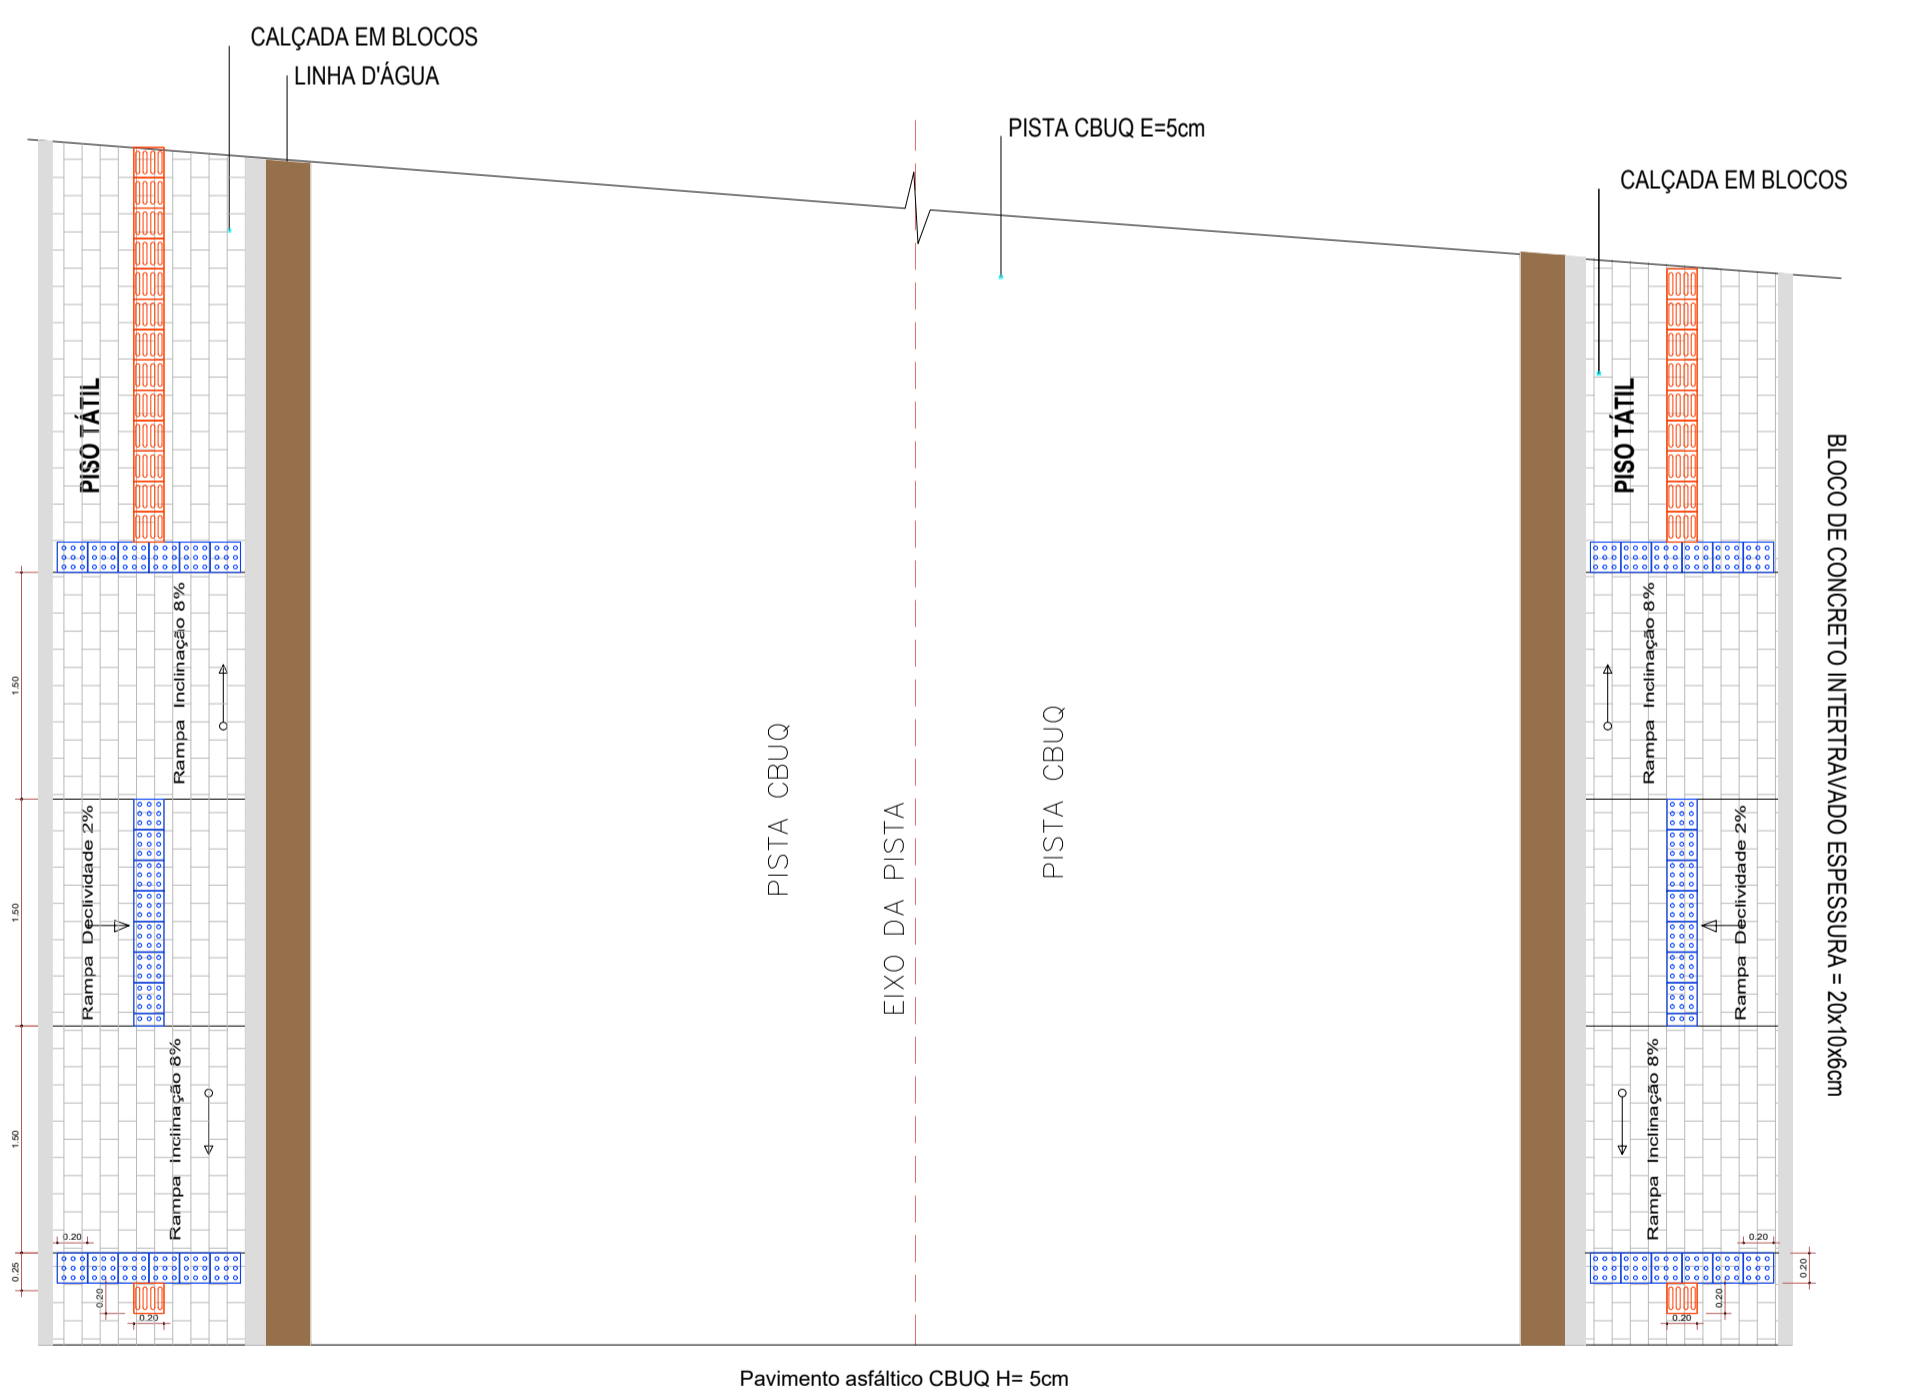 CALÇADA EM BLOCOS
LINHA D'ÁGUA
PISTA CBUQ E=5cm
CALÇADA EM BLOCOS
PISO TÁTIL
PISO TÁTIL
BLOCO DE CONCRETO INTERTRAVADO ESPESSURA = 20x10x6cm
Rampa Inclinação 8%
Rampa Inclinação 8%
1.50
PISTA CBUQ
PISTA CBUQ
EIXO DA PISTA
Rampa Declividade 2%
Rampa Declividade 2%
1.50
Rampa Inclinação 8%
Rampa Inclinação 8%
1.50
0.20
0.20
0.25
0.20
0.20
0.20
0.20
0.20
Pavimento asfáltico CBUQ H= 5cm